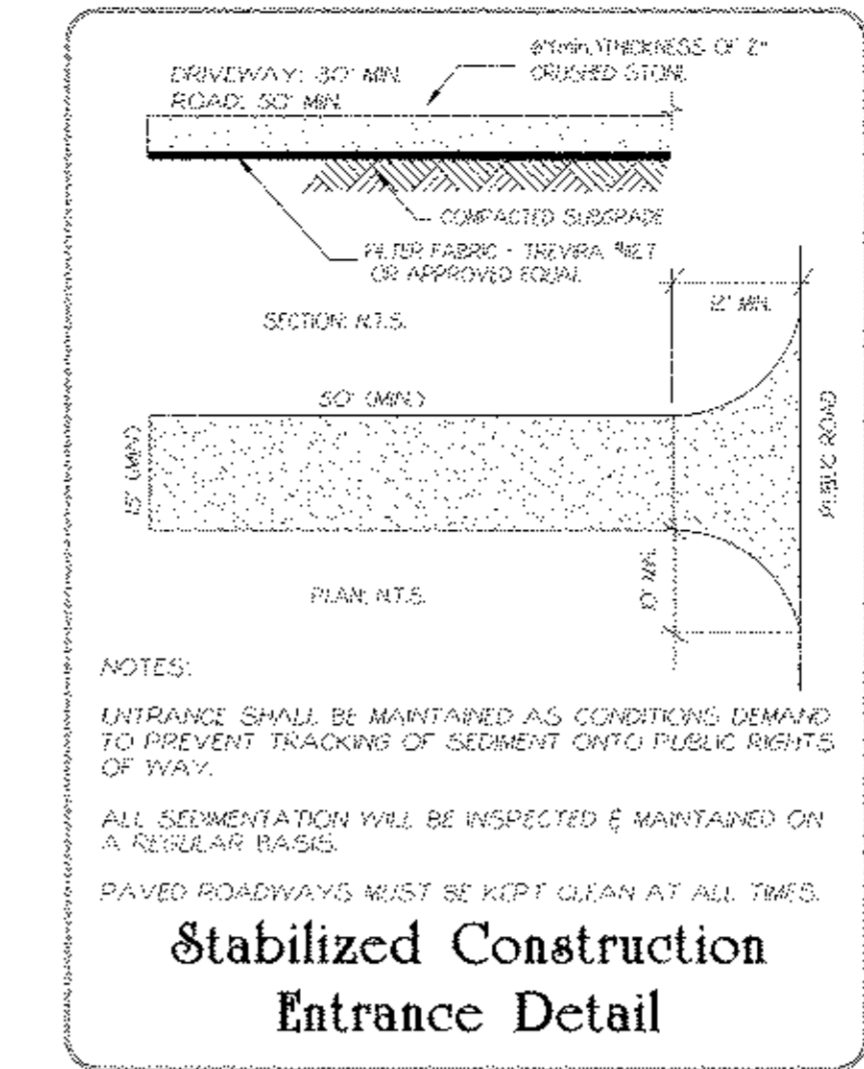 DRIVEWAY: 30' MIN.
ROAD: 50' MIN.
THICKNESS OF 2"
CRUSHED STONE
COMPACTED SUBGRADE
FILTER FABRIC - TREVIRA
OR APPROVED EQUAL
SECTION: N.T.S.
12' MIN.
50' (MIN.)
15' (MIN)
PUBLIC ROAD
10' MIN.
PLAN: N.T.S.
NOTES:
ENTRANCE SHALL BE MAINTAINED AS CONDITIONS DEMAND
TO PREVENT TRACKING OF SEDIMENT ONTO PUBLIC RIGHTS
OF WAY.
ALL SEDIMENTATION WILL BE INSPECTED & MAINTAINED ON
A REGULAR BASIS.
PAVED ROADWAYS MUST BE KEPT CLEAN AT ALL TIMES.
Stabilized Construction
Entrance Detail